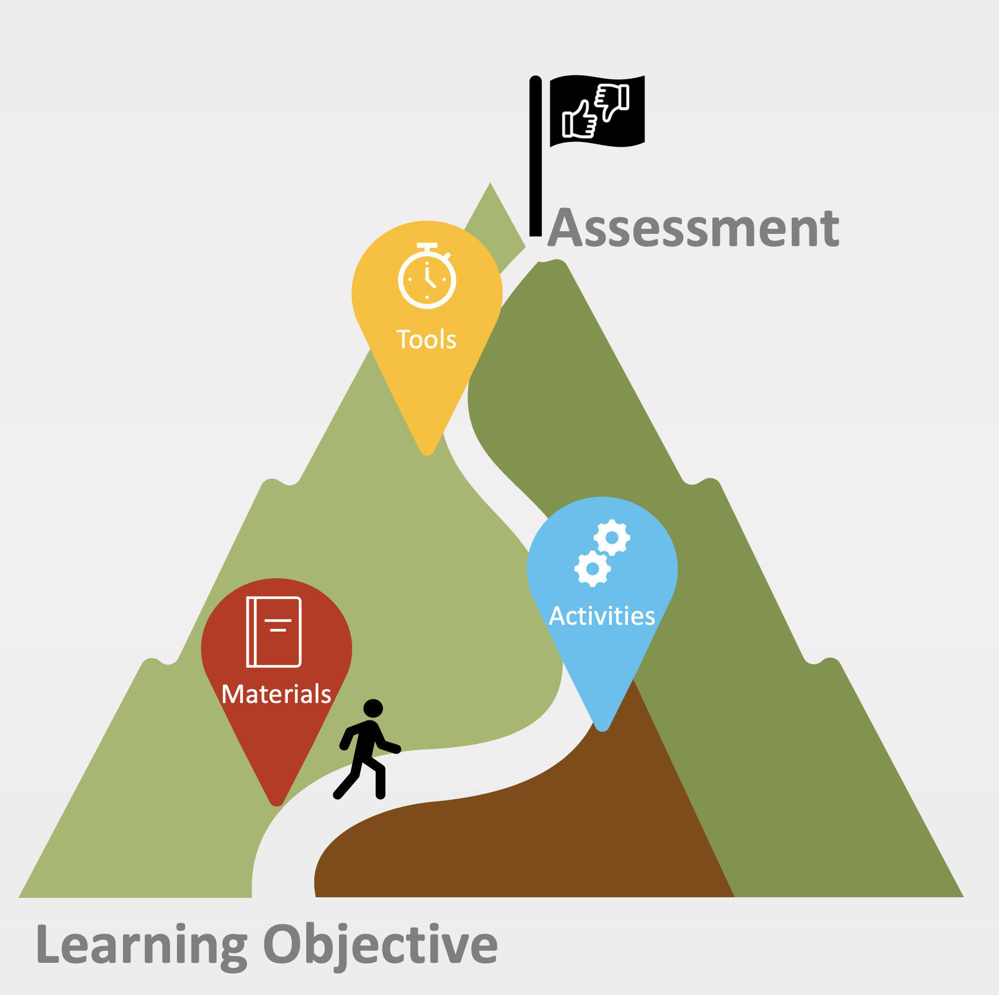 Assessment
Tools
Activities
Materials
Learning Objective